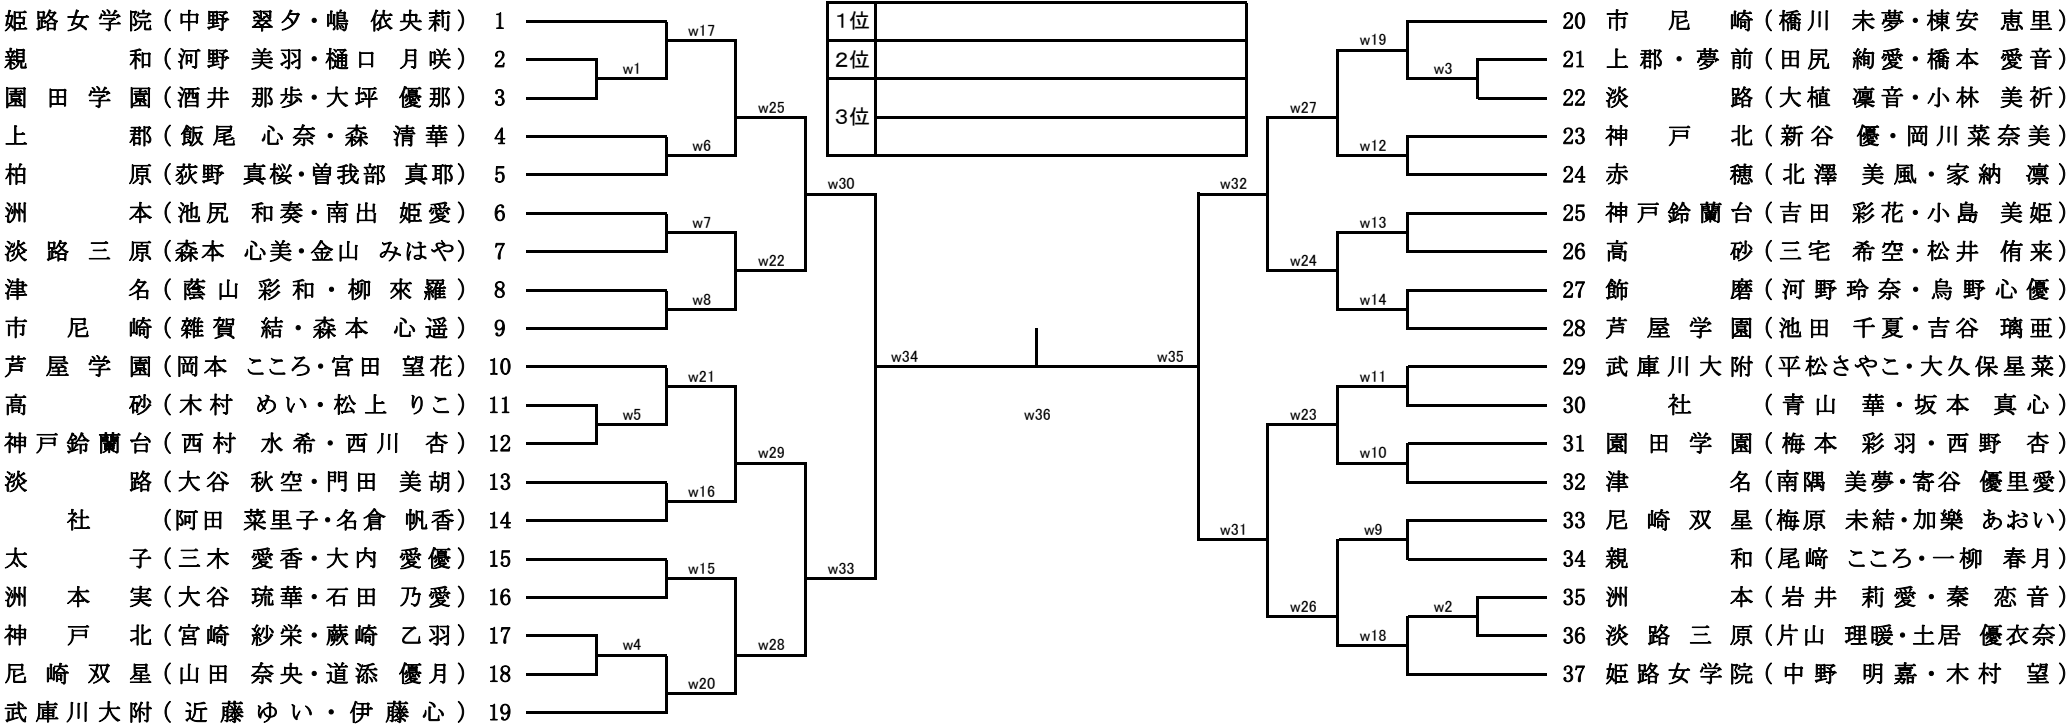 姫路女学院(中野 翠夕・嶋 依央莉) 1
親和(河野 美羽・樋口 月咲) 2
園田学園(酒井 那歩・大坪 優那) 3
上郡(飯尾 心奈・森 清華) 4
柏原(荻野 真桜・曽我部 真耶) 5
洲本(池尻 和奏・南出 姫愛) 6
淡路三原(森本 心美・金山 みはや) 7
津名(蔭山彩和・柳來羅) 8
市尼崎(雑賀 結・森本 心遥) 9
芦屋学園(岡本 こころ・宮田 望花) 10
高砂(木村 めい・松上 りこ) 11
神戸鈴蘭台(西村 水希・西川 杏) 12
淡路(大谷 秋空・門田 美胡) 13
社(阿田 菜里子・名倉 帆香) 14
太子(三木 愛香・大内 愛優) 15
洲本実(大谷 琉華・石田 乃愛) 16
神戸北(宮崎 紗栄・蕨崎 乙羽) 17
尼崎双星(山田 奈央・道添 優月) 18
武庫川大附(近藤ゆい・伊藤心) 19
w17
w1
w25
w6
w30
w7
w22
w8
w34
w21
w5
w29
w16
w33
w15
w28
w4
w20
1位
2位
3位
w36
w19
w3
w27
w12
w32
w13
w24
w14
w35
w11
w23
w10
w31
w9
w26
w2
w18
20 市尼崎(橋川 未夢・棟安 恵里)
21 上郡・夢前(田尻 絢愛・橋本 愛音)
22 淡路(大植 凜音・小林 美祈)
23 神戸北(新谷 優・岡川菜奈美)
24 赤穂(北澤 美風・家納 凛)
25 神戸鈴蘭台(吉田 彩花・小島 美姫)
26 高砂(三宅 希空・松井 侑来)
27 飾磨(河野玲奈・烏野心優)
28 芦屋学園(池田 千夏・吉谷 璃亜)
29 武庫川大附(平松さやこ・大久保星菜)
30 社(青山 華・坂本 真心)
31 園田学園(梅本 彩羽・西野 杏)
32 津名(南隅 美夢・寄谷 優里愛)
33 尼崎双星(梅原 未結・加樂 あおい)
34 親和(尾﨑 こころ・一柳 春月)
35 洲本(岩井 莉愛・秦 恋音)
36 淡路三原(片山 理暖・土居 優衣奈)
37 姫路女学院(中野 明嘉・木村 望)